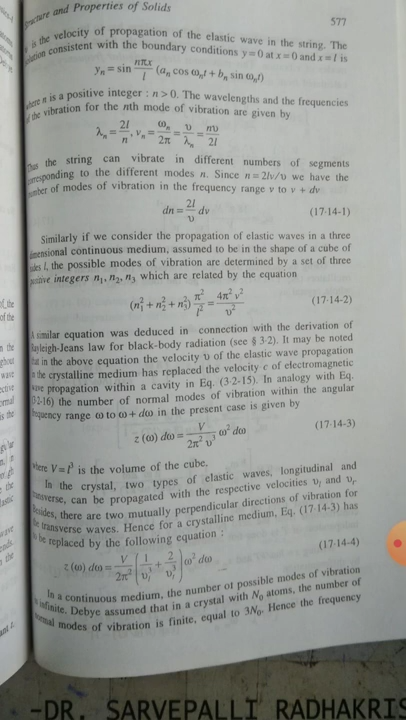 Structure and Properties of Solids
577
is the velocity of propagation of the elastic wave in the string. The
consistent with the boundary conditions y=0 at x=0 and x=l is
yₙ = sin nπx/l (aₙ cos ωₙt + bₙ sin ωₙt)
where n is a positive integer : n > 0. The wavelengths and the frequencies
of the vibration for the nth mode of vibration are given by
λₙ = 2l/n, νₙ = ωₙ/2π = υ/λₙ = nυ/2l
Thus the string can vibrate in different numbers of segments
corresponding to the different modes n. Since n = 2lν/υ we have the
number of modes of vibration in the frequency range ν to ν + dν
dn = 2l/υ dν (17·14-1)
Similarly if we consider the propagation of elastic waves in a three
dimensional continuous medium, assumed to be in the shape of a cube of
sides l, the possible modes of vibration are determined by a set of three
positive integers n₁, n₂, n₃ which are related by the equation
(n₁² + n₂² + n₃²) π²/l² = 4π² ν²/υ² (17·14-2)
A similar equation was deduced in connection with the derivation of
Rayleigh-Jeans law for black-body radiation (see § 3·2). It may be noted
that in the above equation the velocity υ of the elastic wave propagation
in the crystalline medium has replaced the velocity c of electromagnetic
wave propagation within a cavity in Eq. (3·2-15). In analogy with Eq.
(3·2-16) the number of normal modes of vibration within the angular
frequency range ω to ω + dω in the present case is given by
z (ω) dω = V/2π² υ³ ω² dω (17·14-3)
where V = l³ is the volume of the cube.
In the crystal, two types of elastic waves, longitudinal and
transverse, can be propagated with the respective velocities υₗ and υₜ.
Besides, there are two mutually perpendicular directions of vibration for
the transverse waves. Hence for a crystalline medium, Eq. (17·14-3) has
to be replaced by the following equation :
z (ω) dω = V/2π² (1/υₗ³ + 2/υₜ³) ω² dω (17·14-4)
In a continuous medium, the number of possible modes of vibration
is infinite. Debye assumed that in a crystal with N₀ atoms, the number of
normal modes of vibration is finite, equal to 3N₀. Hence the frequency
-DR. SARVEPALLI RADHAKRIS